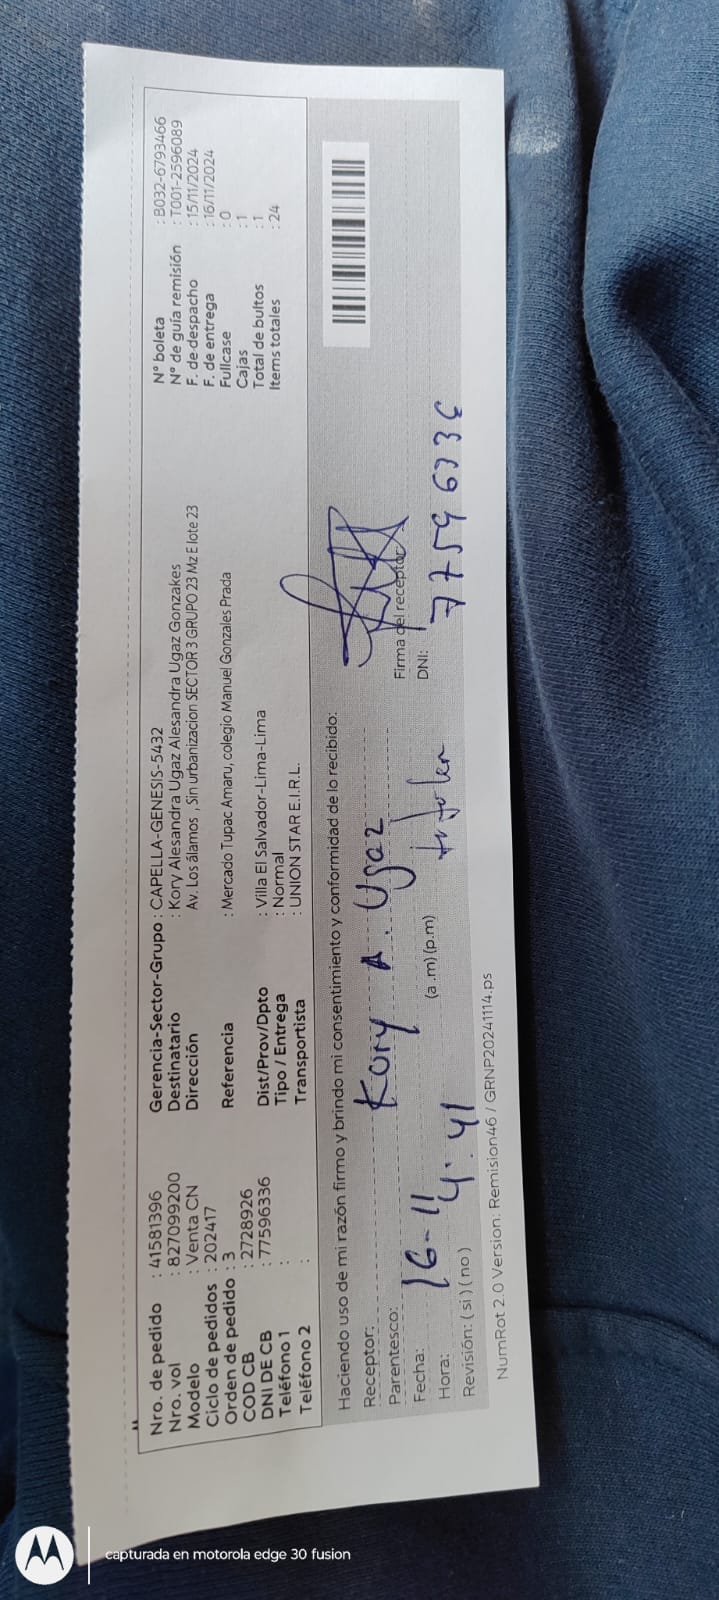 Nro. de pedido : 41581396
Nro. vol : 827099200
Modelo : Venta CN
Ciclo de pedidos : 202417
Orden de pedido : 3
COD CB : 2728926
DNI DE CB : 77596336
Teléfono 1 :
Teléfono 2 :
Gerencia-Sector-Grupo : CAPELLA-GENESIS-5432
Destinatario : Kory Alesandra Ugaz Alesandra Ugaz Gonzakes
Dirección Av. Los álamos , Sin urbanizacion SECTOR 3 GRUPO 23 Mz E lote 23
Referencia : Mercado Tupac Amaru, colegio Manuel Gonzales Prada
Dist/Prov/Dpto : Villa El Salvador-Lima-Lima
Tipo / Entrega : Normal
Transportista : UNION STAR E.I.R.L.
N° boleta : B032-6793466
N° de guía remisión : T001-2596089
F. de despacho : 15/11/2024
F. de entrega : 16/11/2024
Fullcase : 0
Cajas : 1
Total de bultos : 1
Items totales : 24
Haciendo uso de mi razón firmo y brindo mi consentimiento y conformidad de lo recibido:
Receptor: Kory A. Ugaz
Parentesco:
Fecha: 16-11
Hora: 4:41 (a.m) (p.m)
Revisión: ( si ) ( no )
Firma del receptor
DNI: 77596336
NumRot 2.0 Version: Remision46 / GRNP20241114.ps
capturada en motorola edge 30 fusion